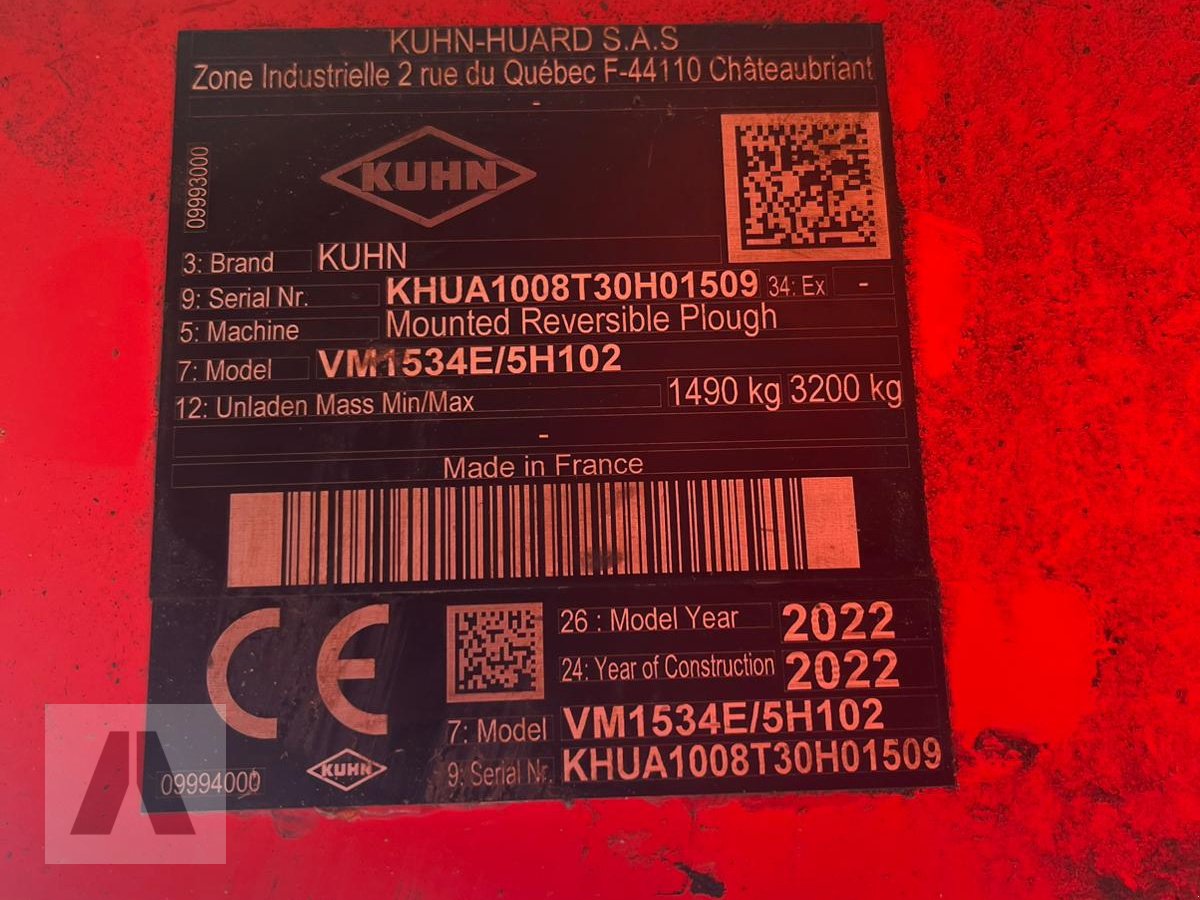 KUHN-HUARD S.A.S
Zone Industrielle 2 rue du Québec F-44110 Châteaubriant
-
09993000
KUHN
3: Brand KUHN
9: Serial Nr. KHUA1008T30H01509 34: Ex -
5: Machine Mounted Reversible Plough
7: Model VM1534E/5H102
12: Unladen Mass Min/Max 1490 kg 3200 kg
-
Made in France
CE
26 : Model Year 2022
24: Year of Construction 2022
7: Model VM1534E/5H102
9: Serial Nr. KHUA1008T30H01509
KUHN
09994000